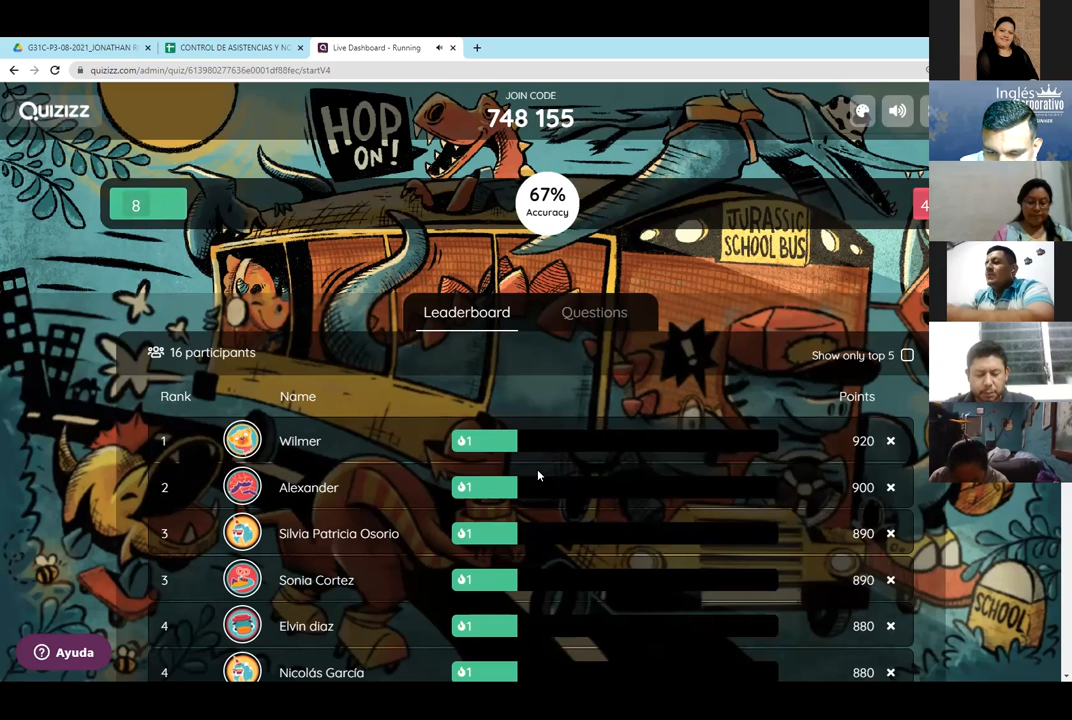 G31C-P3-08-2021_JONATHAN R
CONTROL DE ASISTENCIAS Y NO
Live Dashboard - Running
quizizz.com/admin/quiz/613980277636e0001df88fec/startV4
Inglés
orporativo
QUIZIZZ
HOP
ON!
JOIN CODE
748 155
8
67%
Accuracy
4
JURASSIC
SCHOOL BUS
Leaderboard
Questions
16 participants
Show only top 5
Rank
Name
Points
1 Wilmer 1 920
2 Alexander 1 900
3 Silvia Patricia Osorio 1 890
3 Sonia Cortez 1 890
4 Elvin diaz 1 880
4 Nicolás García 1 880
SCHOOL
Ayuda